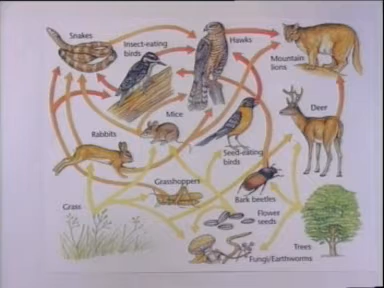 Snakes
Insect-eating
birds
Hawks
Mountain
lions
Mice
Deer
Rabbits
Seed-eating
birds
Grasshoppers
Bark beetles
Grass
Flower
seeds
Trees
Fungi/Earthworms